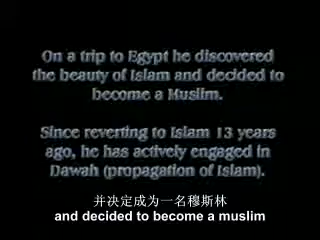 On a trip to Egypt he discovered
the beauty of Islam and decided to
become a Muslim.
Since reverting to Islam 13 years
ago, he has actively engaged in
Dawah (propagation of Islam).
并决定成为一名穆斯林
and decided to become a muslim